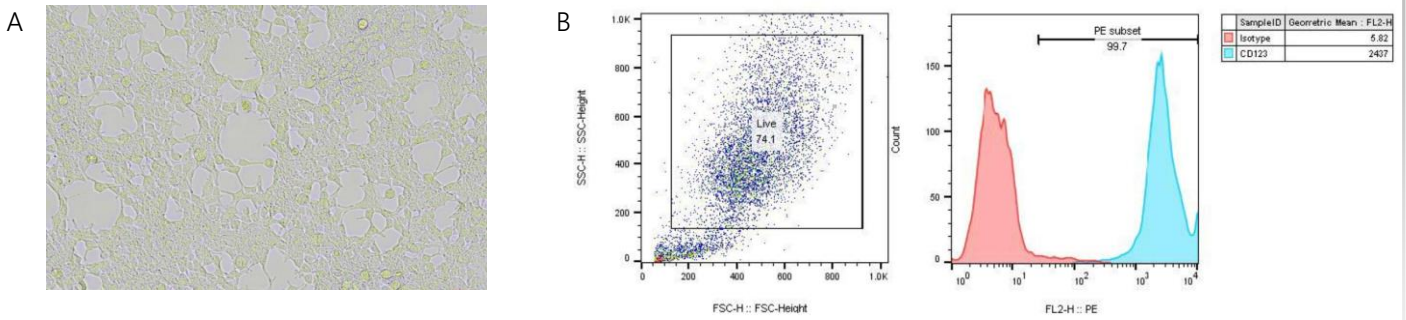 A
B
1.0K
800
600
400
200
0
SSC-H :: SSC-Height
Live
74.1
0
200
400
600
800
1.0K
FSC-H :: FSC-Height
PE subset
99.7
150
100
50
0
Count
10^0
10^1
10^2
10^3
10^4
FL2-H :: PE
SampleID Geometric Mean : FL2-H
Isotype 5.82
CD123 2437